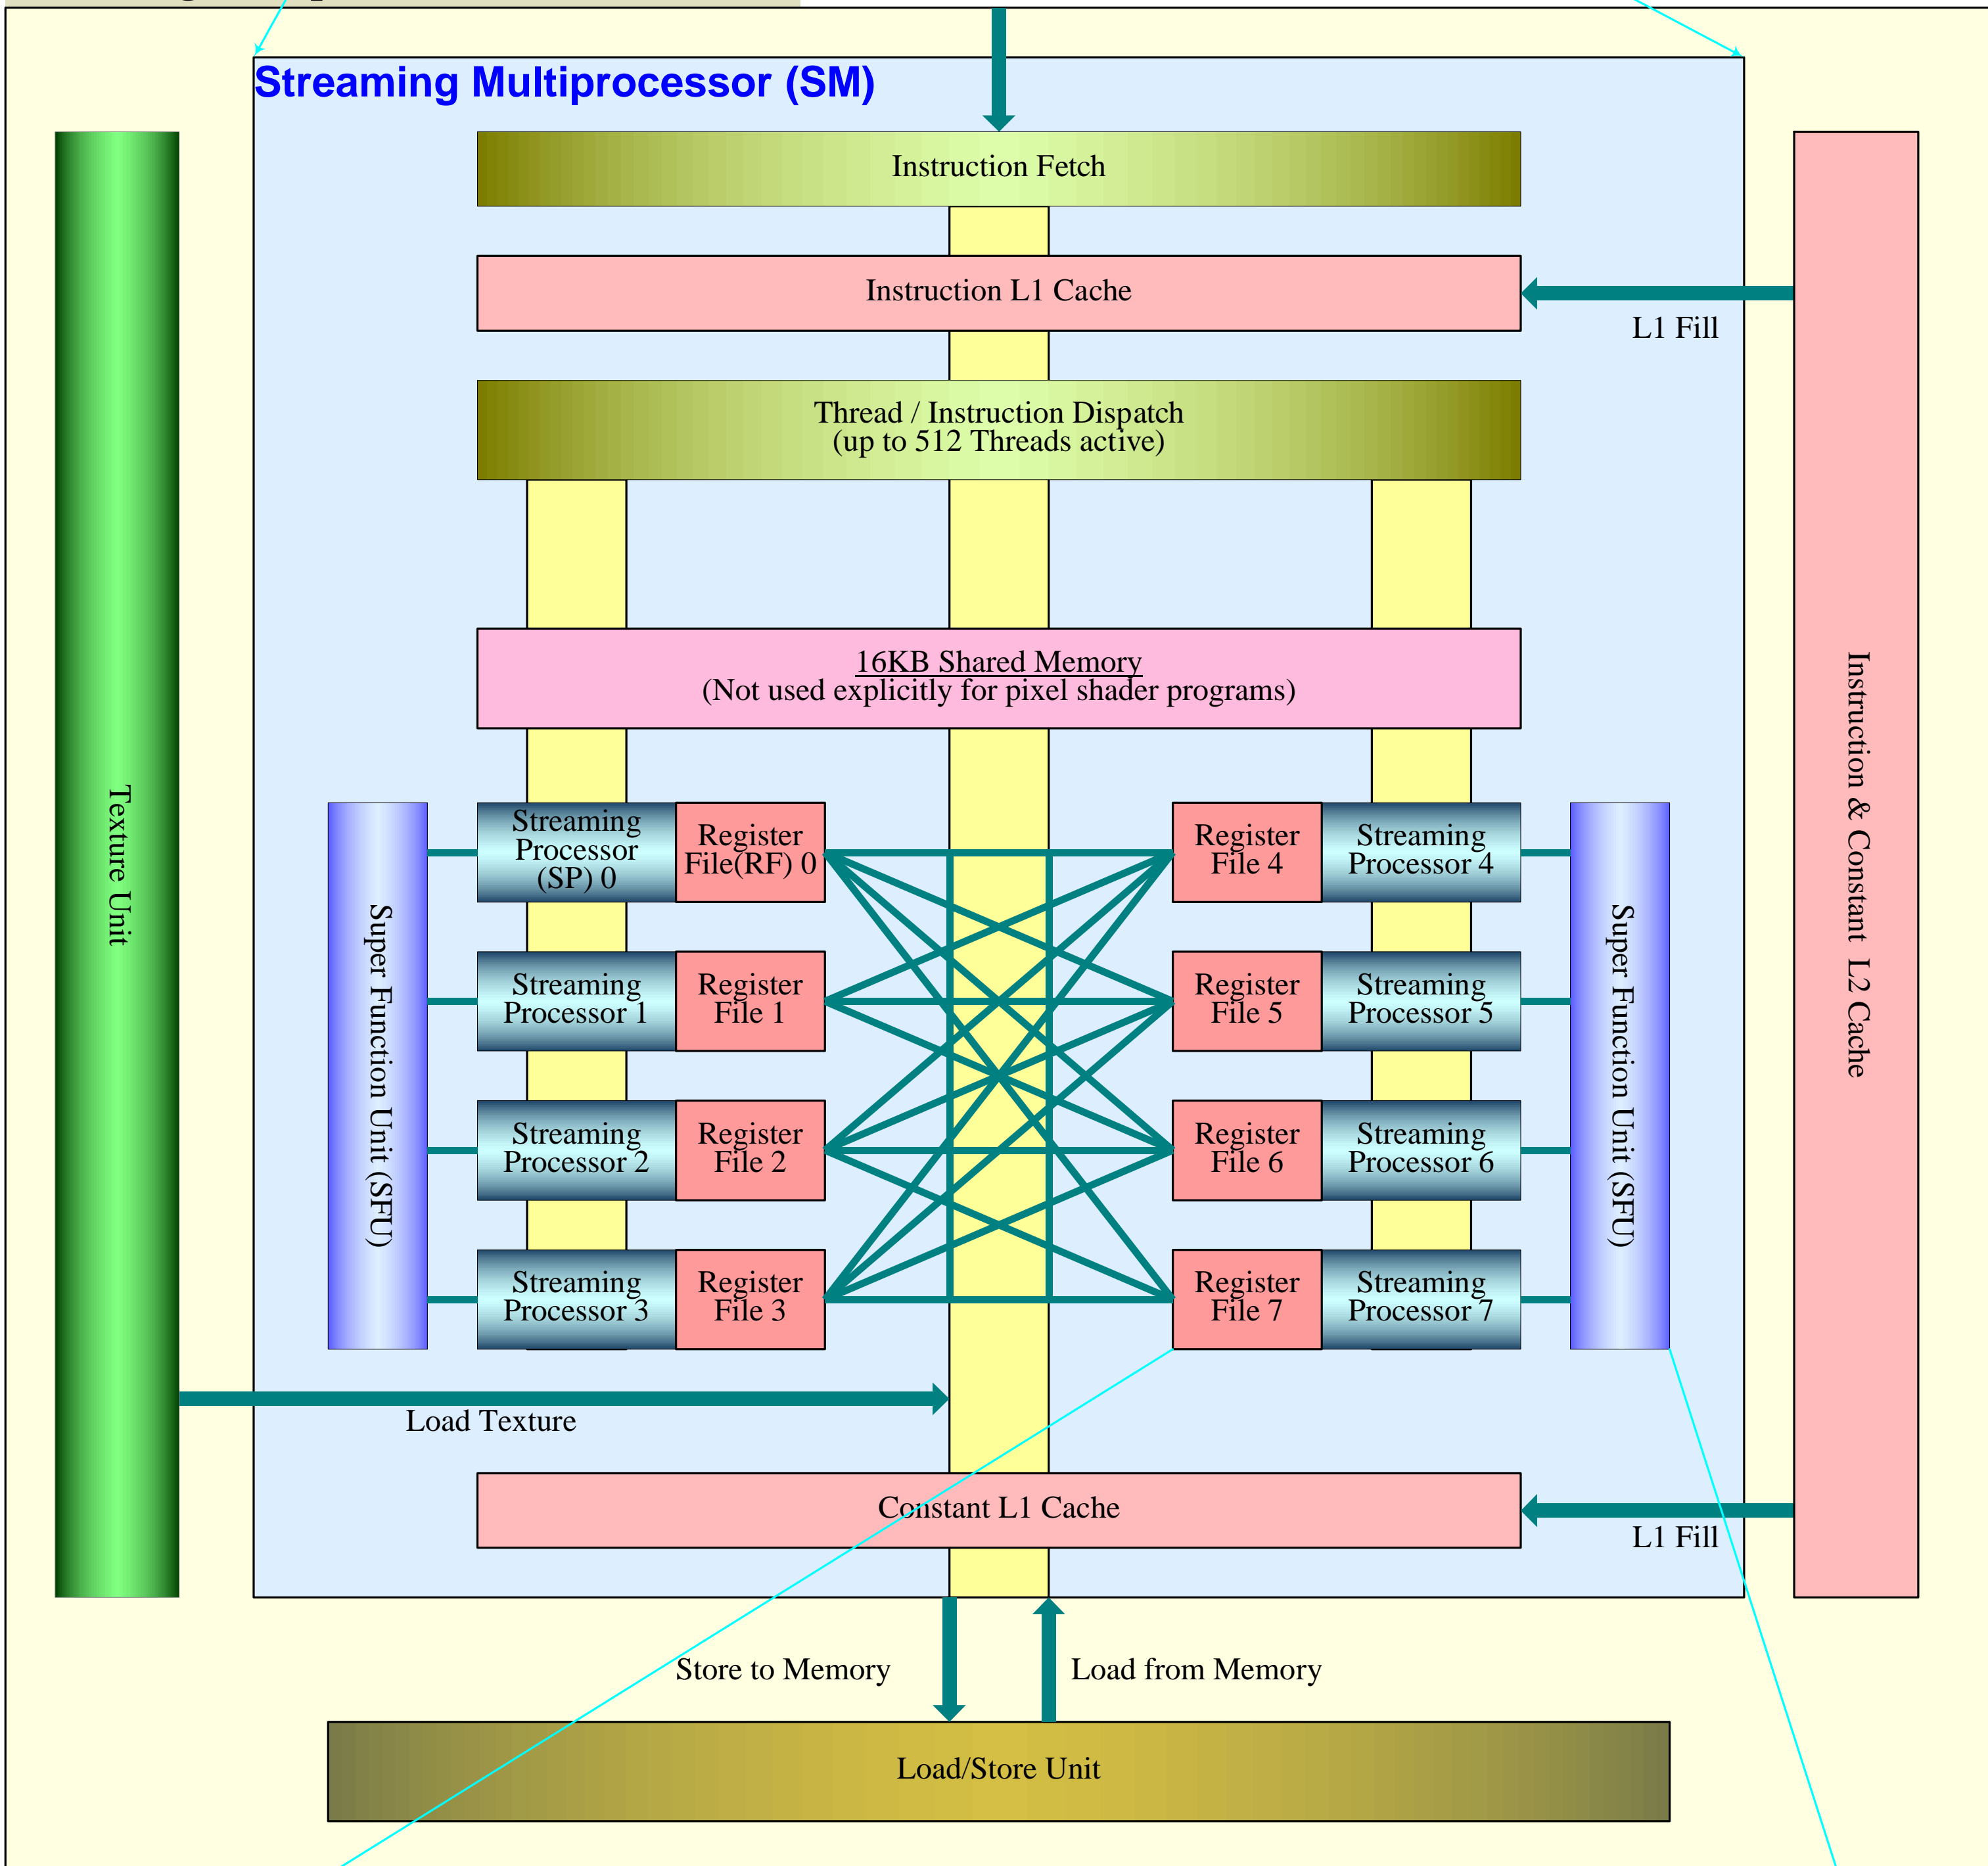 Streaming Multiprocessor (SM)
Instruction Fetch
Instruction L1 Cache
L1 Fill
Thread / Instruction Dispatch
(up to 512 Threads active)
16KB Shared Memory
(Not used explicitly for pixel shader programs)
Texture Unit
Instruction & Constant L2 Cache
Super Function Unit (SFU)
Streaming
Processor
(SP) 0
Register
File(RF) 0
Register
File 4
Streaming
Processor 4
Super Function Unit (SFU)
Streaming
Processor 1
Register
File 1
Register
File 5
Streaming
Processor 5
Streaming
Processor 2
Register
File 2
Register
File 6
Streaming
Processor 6
Streaming
Processor 3
Register
File 3
Register
File 7
Streaming
Processor 7
Load Texture
Constant L1 Cache
L1 Fill
Store to Memory
Load from Memory
Load/Store Unit